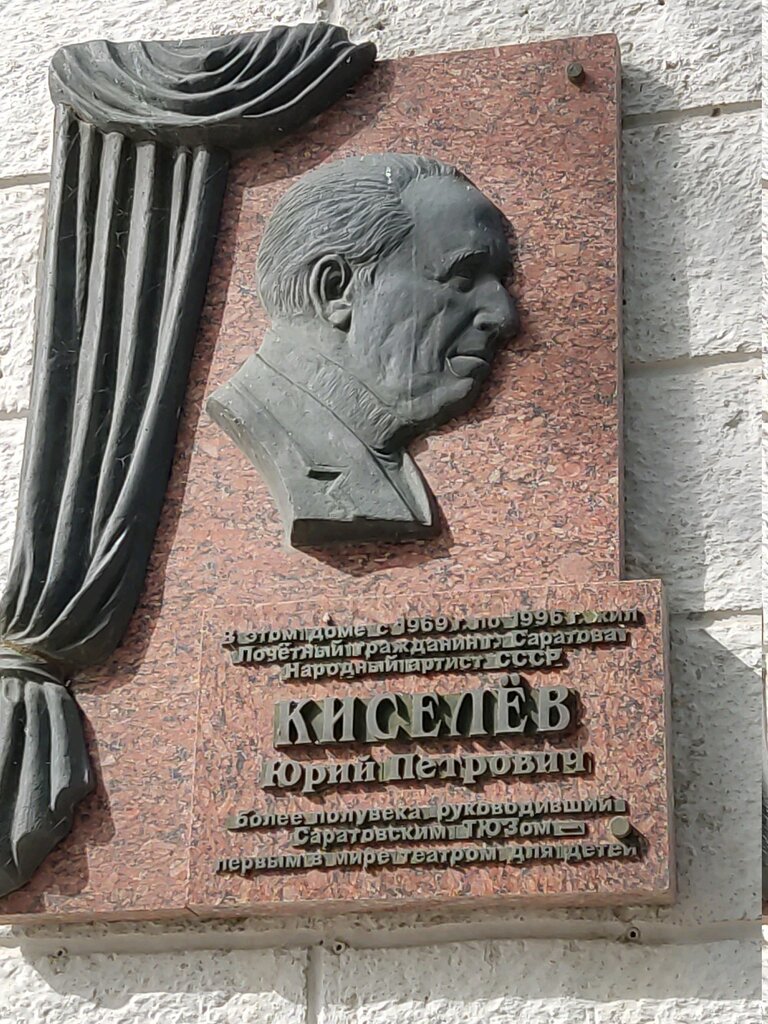 В этом доме с 1969 г. по 1996 г. жил
Почётный гражданин г. Саратова,
Народный артист СССР
КИСЕЛЁВ
Юрий Петрович
более полувека руководивший
Саратовским ТЮЗом —
первым в мире театром для детей